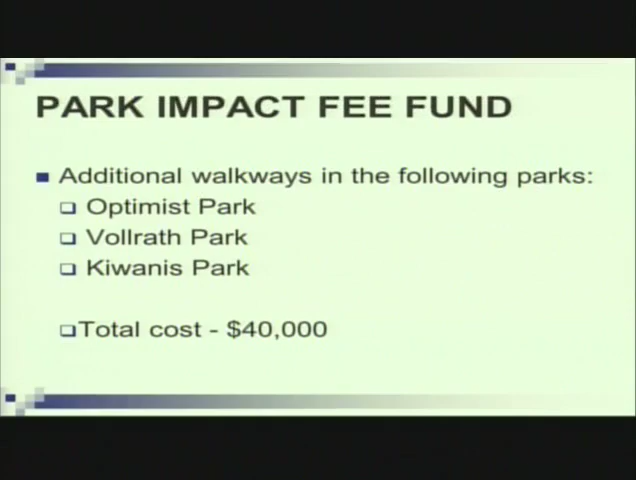 PARK IMPACT FEE FUND
Additional walkways in the following parks:
Optimist Park
Vollrath Park
Kiwanis Park
Total cost - $40,000